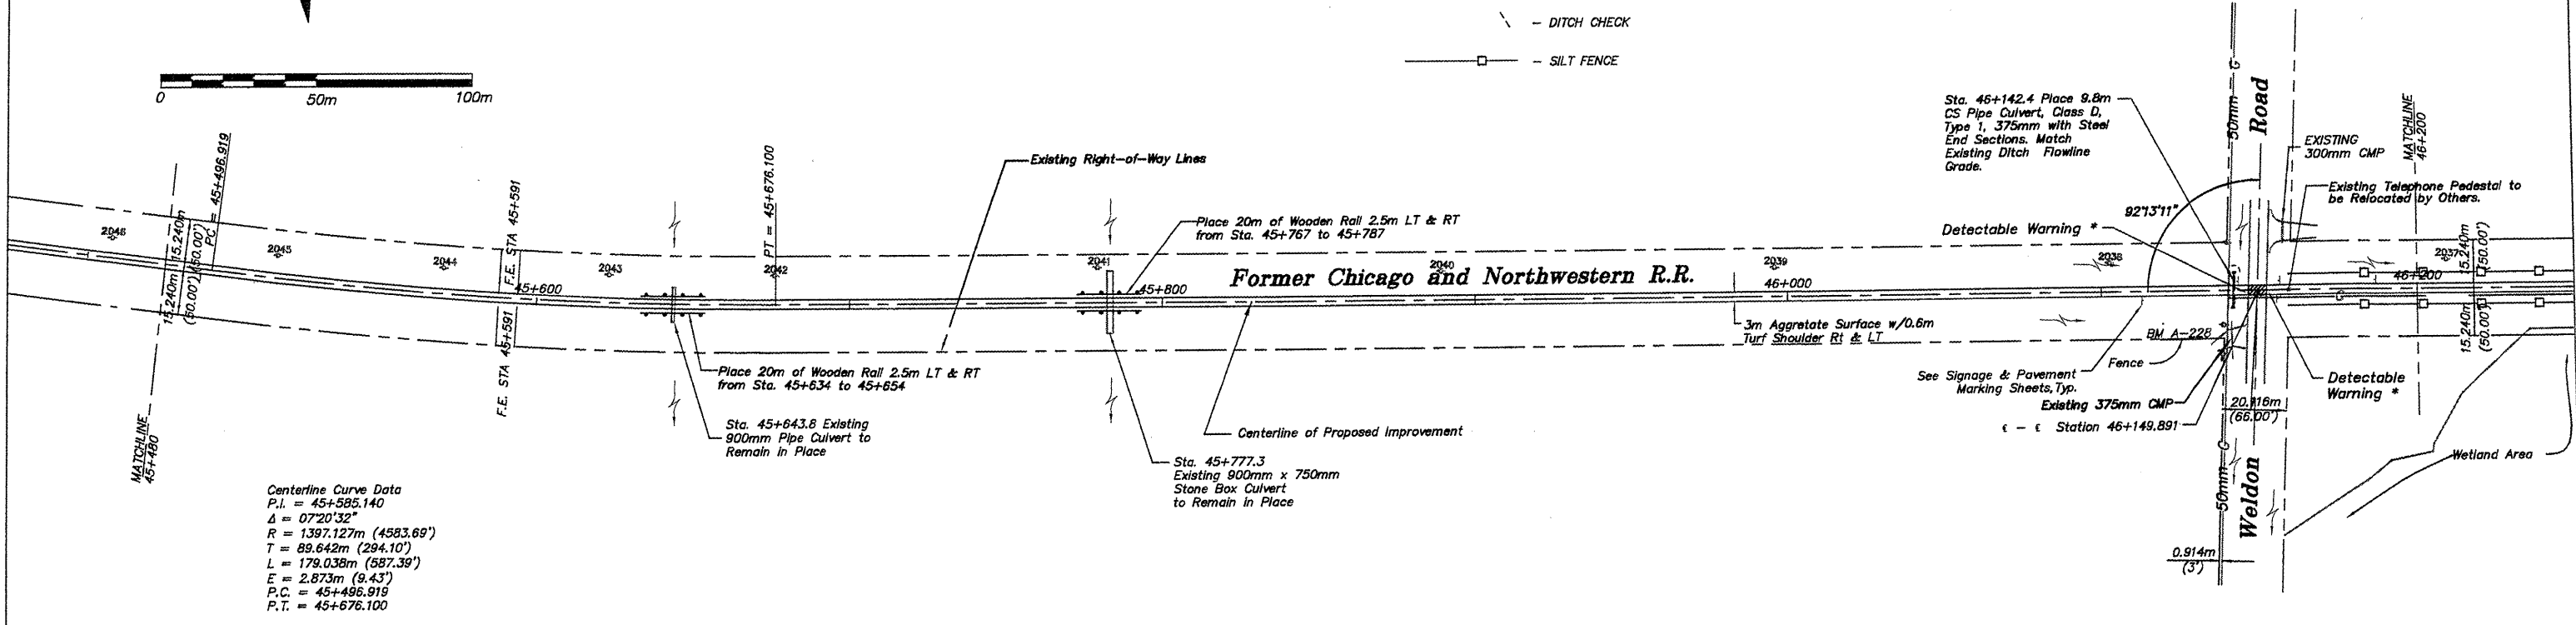 – DITCH CHECK
– SILT FENCE
0 50m 100m
Sta. 46+142.4 Place 9.8m
CS Pipe Culvert, Class D,
Type 1, 375mm with Steel
End Sections. Match
Existing Ditch Flowline
Grade.
50mm
Road
EXISTING
300mm CMP
MATCHLINE
46+200
Existing Telephone Pedestal to
be Relocated by Others.
92°13'11"
Detectable Warning *
Existing Right–of–Way Lines
Place 20m of Wooden Rail 2.5m LT & RT
from Sta. 45+767 to 45+787
PC = 45+496.919
F.E. STA 45+591
PT = 45+676.100
15.240m
(50.00')
15.240m
(50.00')
2046
2045
2044
2043
2042
2041
2040
2039
2038
2037
45+600
45+800
46+000
46+200
Former Chicago and Northwestern R.R.
15.240m
(50.00')
15.240m
(50.00')
3m Aggretate Surface w/0.6m
Turf Shoulder Rt & LT
BM A–228
Fence
See Signage & Pavement
Marking Sheets, Typ.
Existing 375mm CMP
℄ – ℄ Station 46+149.891
Detectable
Warning *
20.116m
(66.00')
Wetland Area
F.E. STA 45+591
MATCHLINE
45+480
Place 20m of Wooden Rail 2.5m LT & RT
from Sta. 45+634 to 45+654
Sta. 45+643.8 Existing
900mm Pipe Culvert to
Remain in Place
Centerline of Proposed Improvement
Sta. 45+777.3
Existing 900mm x 750mm
Stone Box Culvert
to Remain in Place
50mm
Weldon
0.914m
(3')
Centerline Curve Data
P.I. = 45+585.140
Δ = 07°20'32"
R = 1397.127m (4583.69')
T = 89.642m (294.10')
L = 179.038m (587.39')
E = 2.873m (9.43')
P.C. = 45+496.919
P.T. = 45+676.100